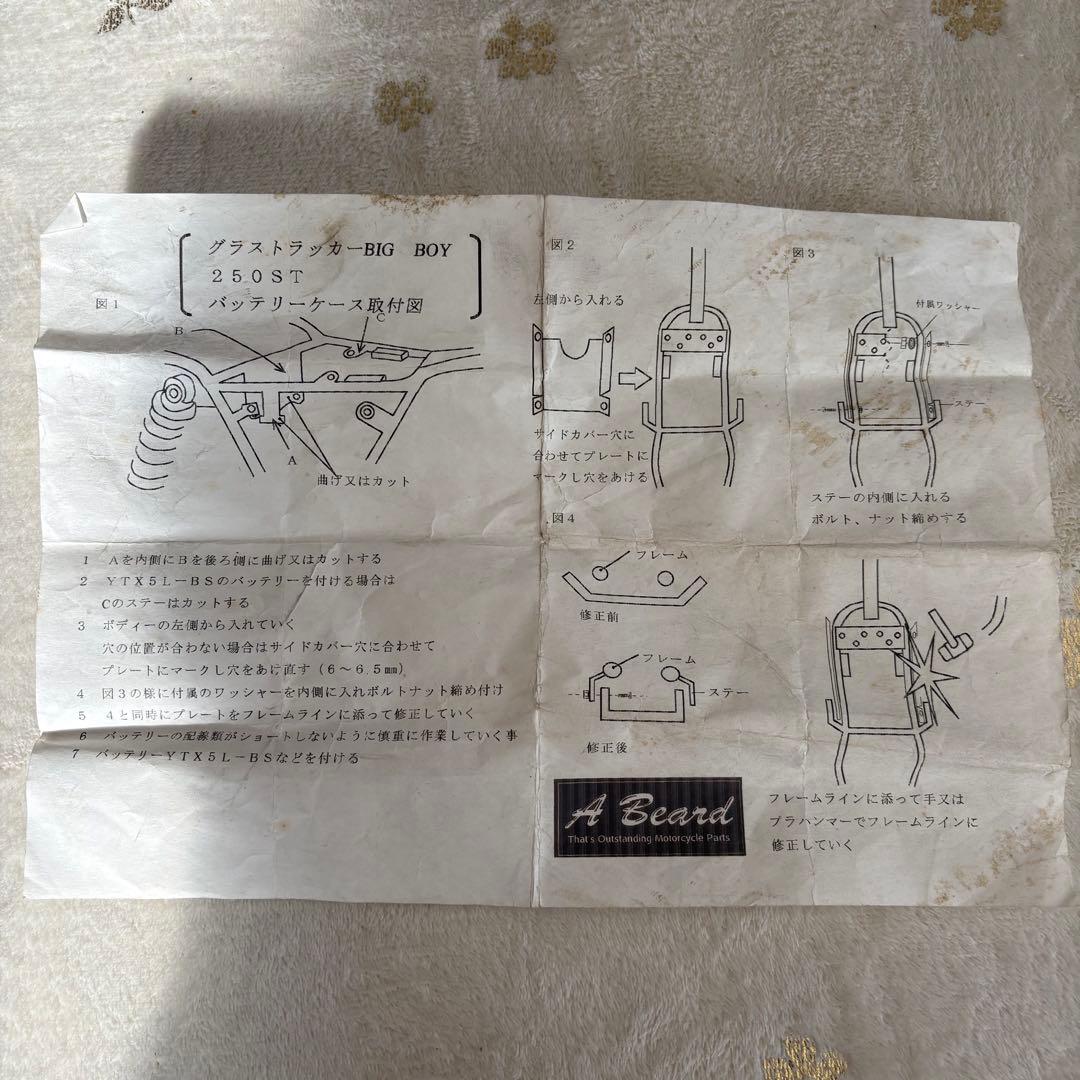 グラストラッカーBIG BOY
250ST
バッテリーケース取付図
図1
B
C
A
曲げ又はカット
1 Aを内側にBを後ろ側に曲げ又はカットする
2 YTX5L－BSのバッテリーを付ける場合は
Cのステーはカットする
3 ボディーの左側から入れていく
穴の位置が合わない場合はサイドカバー穴に合わせて
プレートにマークし穴をあけ直す（6～6.5㎜）
4 図3の様に付属のワッシャーを内側に入れボルトナット締め付け
5 4と同時にプレートをフレームラインに添って修正していく
6 バッテリーの配線類がショートしないように慎重に作業していく事
7 バッテリーYTX5L－BSなどを付ける
図2
左側から入れる
サイドカバー穴に
合わせてプレートに
マークし穴をあける
図3
付属ワッシャー
ステー
ステーの内側に入れる
ボルト、ナット締めする
図4
フレーム
修正前
フレーム
ステー
修正後
フレームラインに添って手又は
プラハンマーでフレームラインに
修正していく
A Beard
That's Outstanding Motorcycle Parts